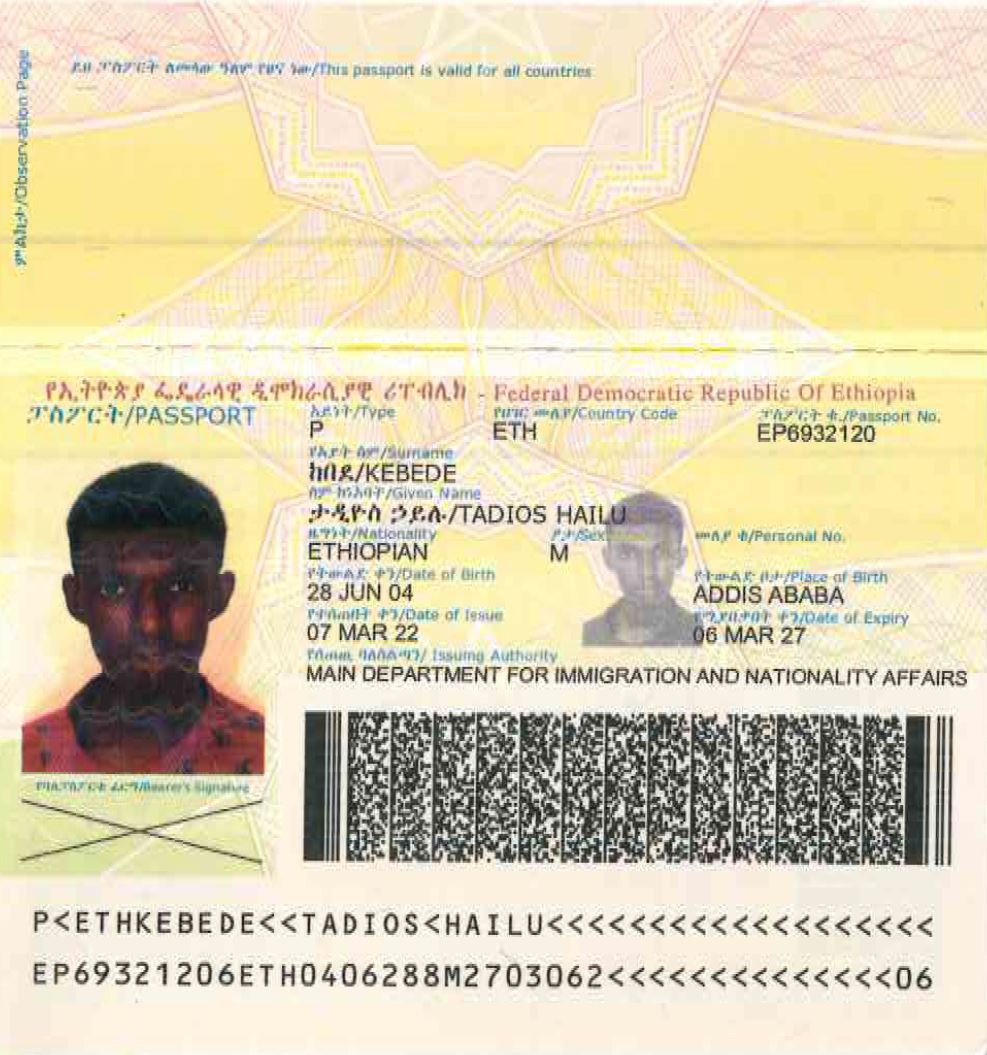 ምልከታ/Observation Page
ይህ ፓስፖርት ለመላው ዓለም የፀና ነው/This passport is valid for all countries
የኢትዮጵያ ፌዴራላዊ ዲሞክራሲያዊ ሪፐብሊክ - Federal Democratic Republic Of Ethiopia
ፓስፖርት/PASSPORT
ዓይነት/Type
የሀገር መለያ/Country Code
ፓስፖርት ቁ./Passport No.
P
ETH
EP6932120
የአያት ስም/Surname
ከበደ/KEBEDE
ስም ከነአባት/Given Name
ታዲዮስ ኃይሉ/TADIOS HAILU
ዜግነት/Nationality
ፆታ/Sex
መለያ ቁ/Personal No.
ETHIOPIAN
M
የትውልድ ቀን/Date of Birth
የትውልድ ቦታ/Place of Birth
28 JUN 04
ADDIS ABABA
የተሰጠበት ቀን/Date of Issue
የሚያበቃበት ቀን/Date of Expiry
07 MAR 22
06 MAR 27
የሰጠዉ ባለስልጣን/ Issuing Authority
MAIN DEPARTMENT FOR IMMIGRATION AND NATIONALITY AFFAIRS
የባለፓስፖርቱ ፊርማ/Bearer's Signature
P<ETHKEBEDE<<TADIOS<HAILU<<<<<<<<<<<<<<<<<<<
EP69321206ETH0406288M2703062<<<<<<<<<<<<<<06